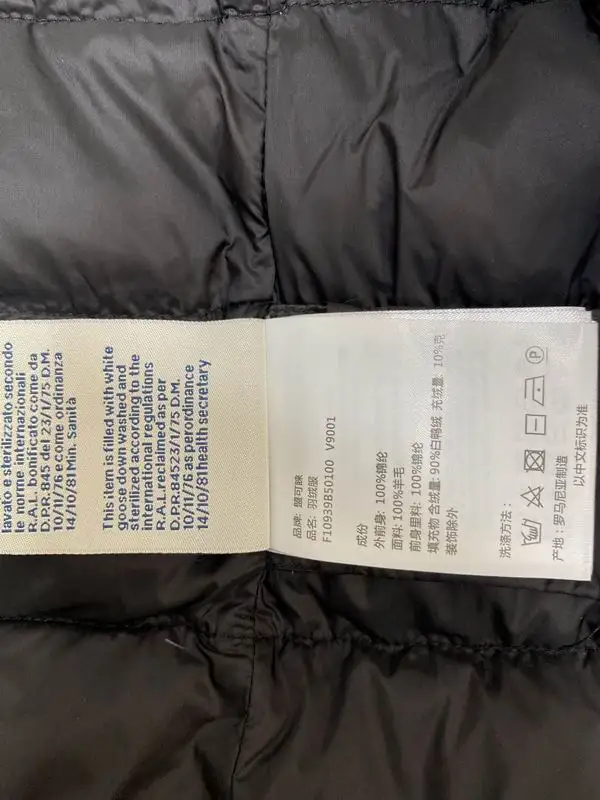 lavato e sterilizzato secondo
le norme internazionali
R.A.L. bonificato come da
D.P.R.845 del 23/1/75 D.M.
10/11/76 e come ordinanza
14/10/81 Min. Sanità
This item is filled with white
goose down washed and
sterilized according to the
international regulations
R.A.L. reclaimed as per
D.P.R.84523/1/75 D.M.
10/11/76 as perordinance
14/10/81health secretary
品牌: 盟可睐
品名: 羽绒服
F10939B50100 V9001
成份
外前身: 100%锦纶
面料: 100%羊毛
前身里料: 100%锦纶
填充物 含绒量: 90%白鸭绒 充绒量: 10%克
装饰除外
洗涤方法:
P
产地: 罗马尼亚制造
以中文标识为准